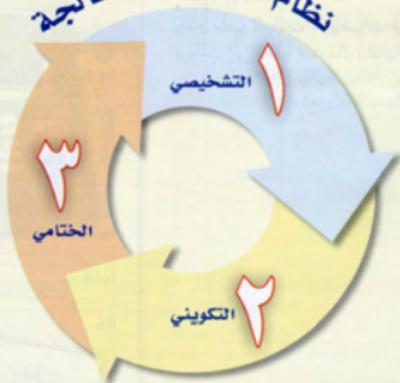 نظام
١
التشخيصي
٢
التكويني
٣
الختامي